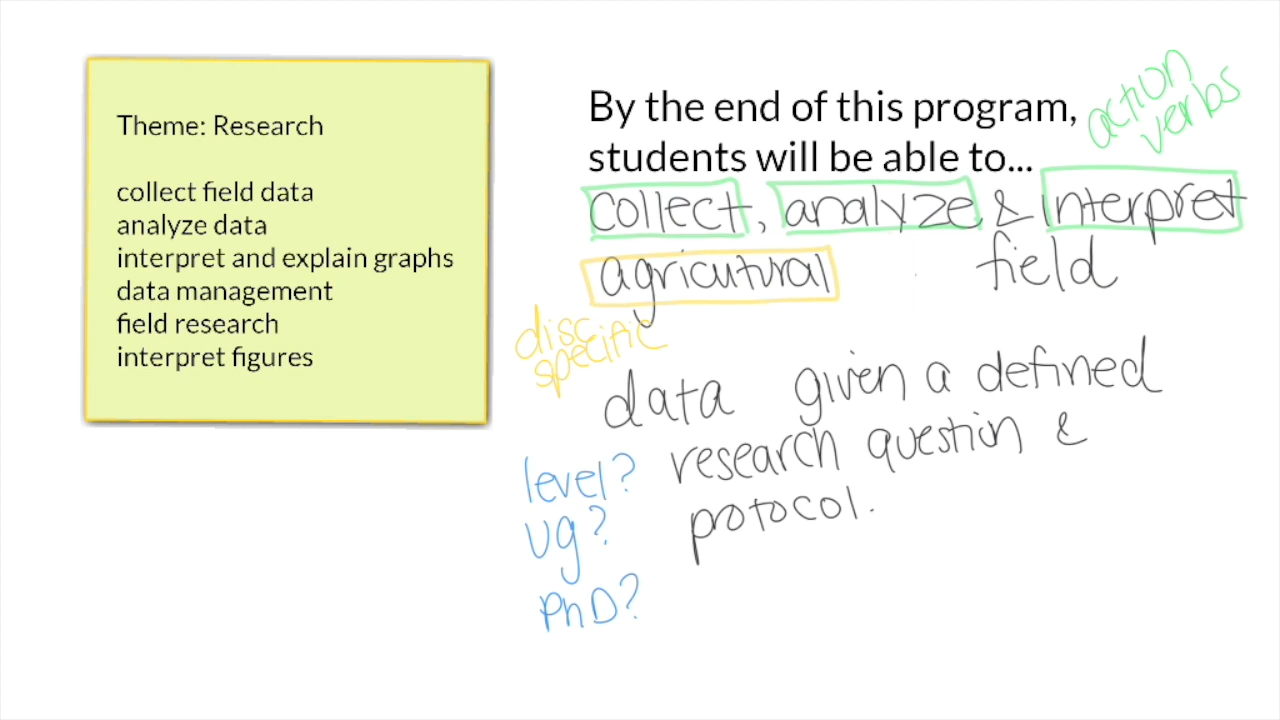 Theme: Research
collect field data
analyze data
interpret and explain graphs
data management
field research
interpret figures
By the end of this program,
students will be able to...
action
verbs
collect, analyze & interpret
agricutural field
disc
specific
data given a defined
research question &
protocol.
level?
ug?
PhD?